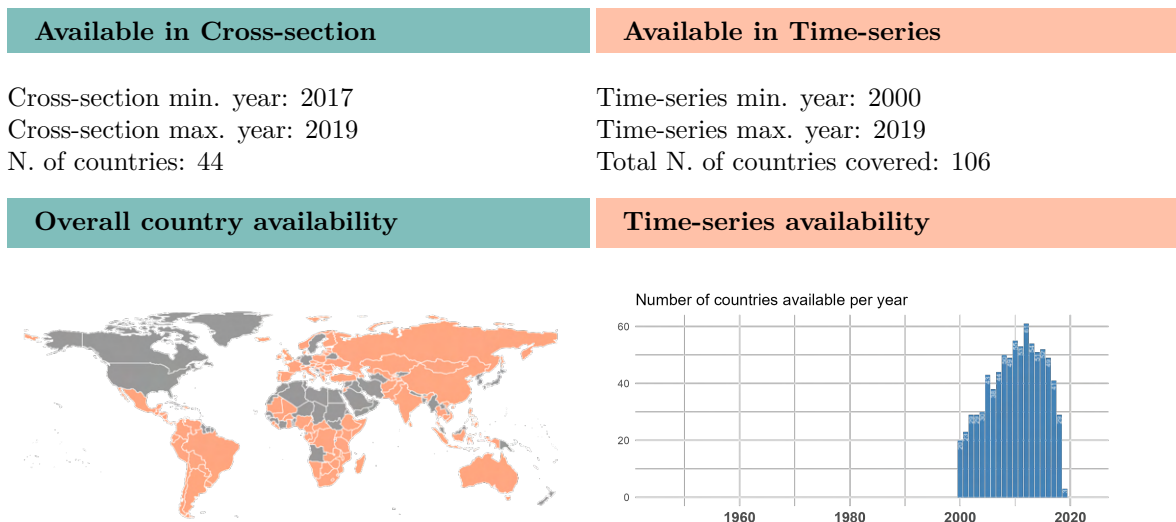 Available in Cross-section
Available in Time-series
Cross-section min. year: 2017
Cross-section max. year: 2019
N. of countries: 44
Time-series min. year: 2000
Time-series max. year: 2019
Total N. of countries covered: 106
Overall country availability
Time-series availability
Number of countries available per year
60
40
20
0
1960
1980
2000
2020